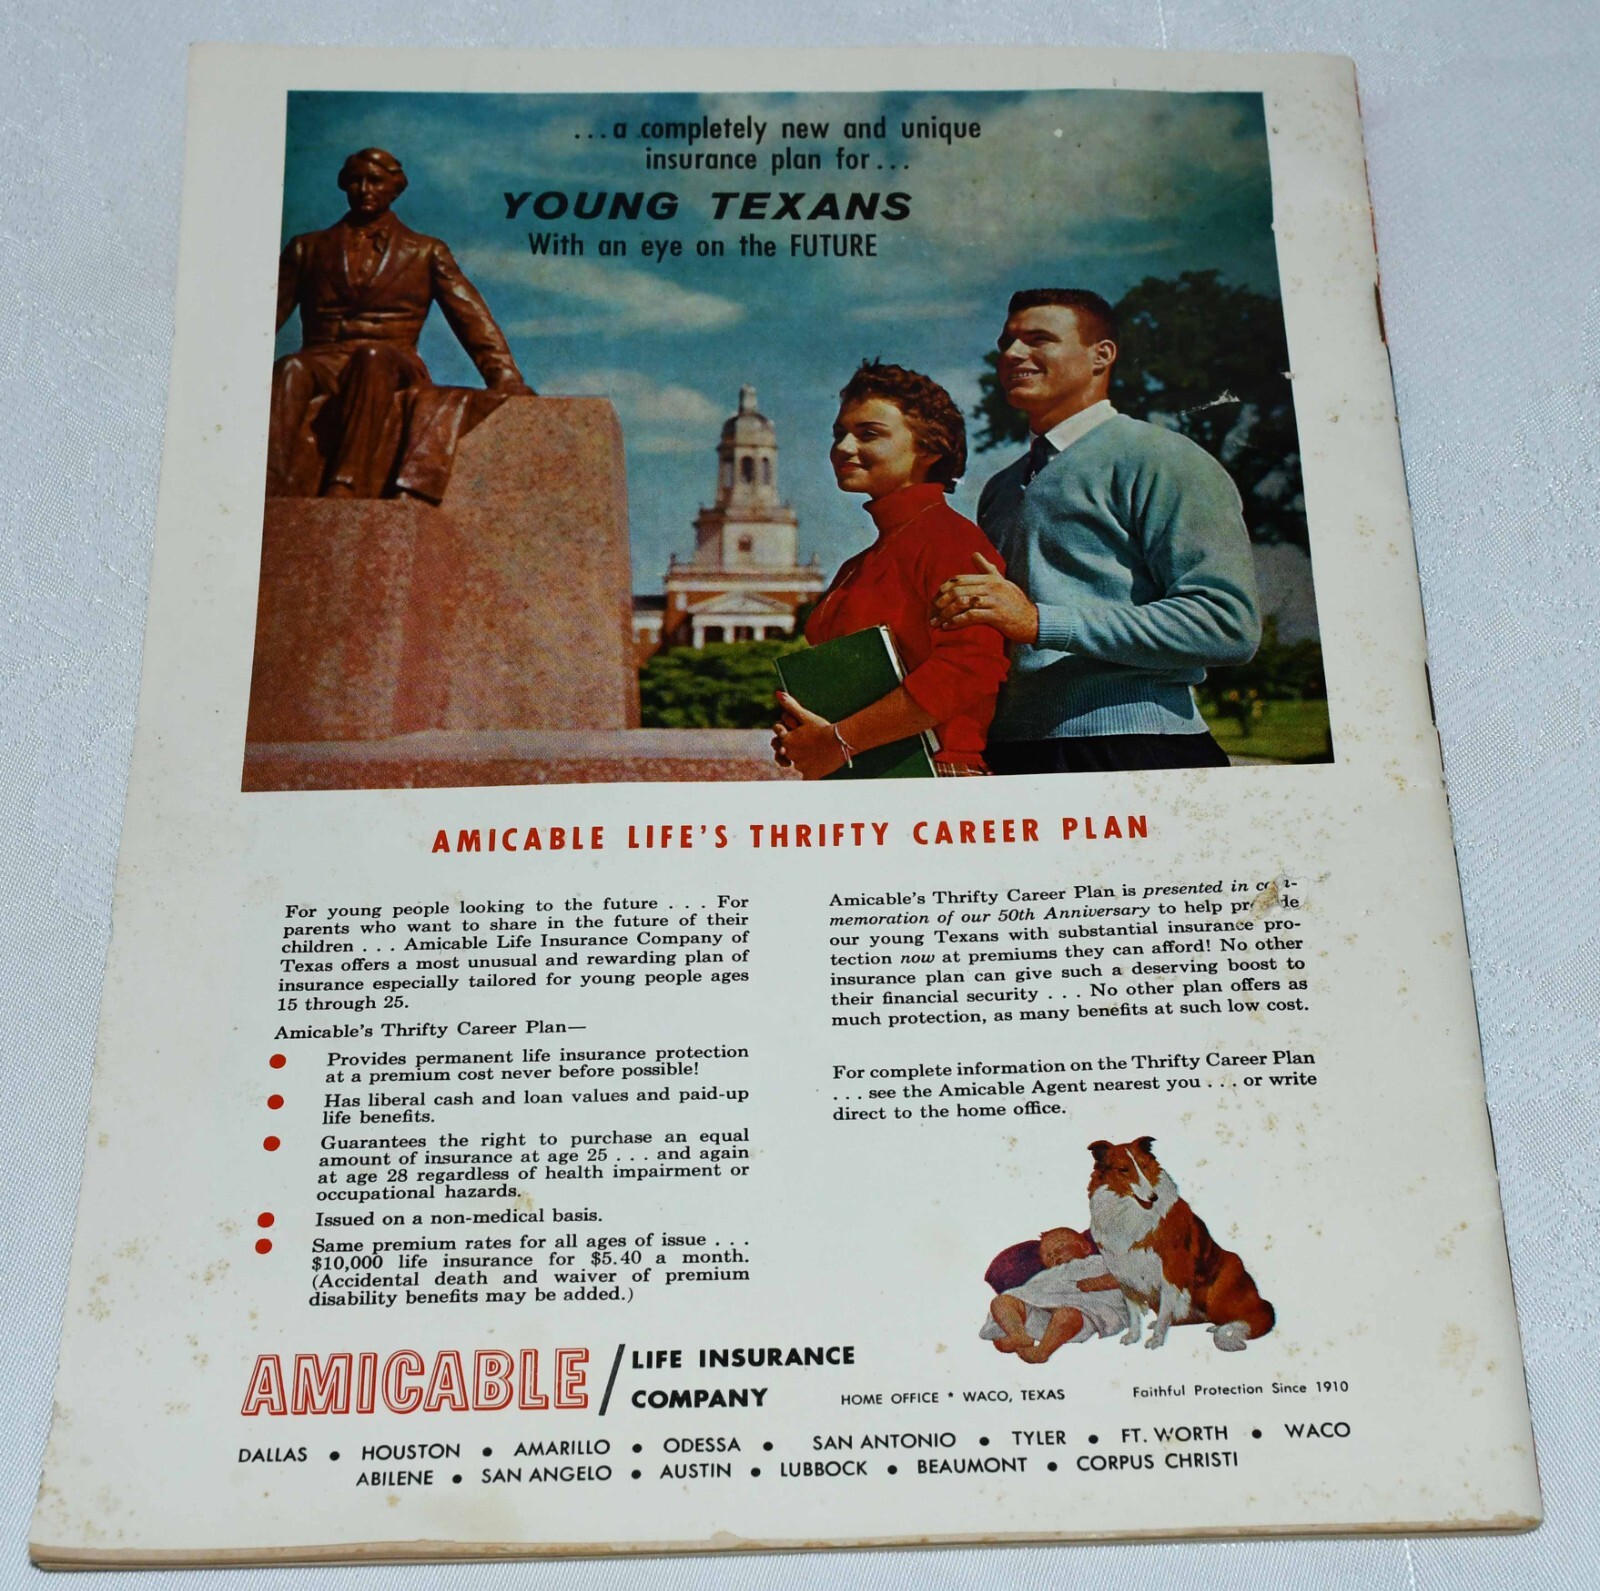 ...a completely new and unique
insurance plan for...
YOUNG TEXANS
With an eye on the FUTURE
AMICABLE LIFE'S THRIFTY CAREER PLAN
For young people looking to the future . . . For
parents who want to share in the future of their
children . . . Amicable Life Insurance Company of
Texas offers a most unusual and rewarding plan of
insurance especially tailored for young people ages
15 through 25.
Amicable's Thrifty Career Plan—
● Provides permanent life insurance protection
at a premium cost never before possible!
● Has liberal cash and loan values and paid-up
life benefits.
● Guarantees the right to purchase an equal
amount of insurance at age 25 . . . and again
at age 28 regardless of health impairment or
occupational hazards.
● Issued on a non-medical basis.
● Same premium rates for all ages of issue . . .
$10,000 life insurance for $5.40 a month.
(Accidental death and waiver of premium
disability benefits may be added.)
Amicable's Thrifty Career Plan is presented in
memoration of our 50th Anniversary to help
our young Texans with substantial insurance pro-
tection now at premiums they can afford! No other
insurance plan can give such a deserving boost to
their financial security . . . No other plan offers as
much protection, as many benefits at such low cost.
For complete information on the Thrifty Career Plan
. . . see the Amicable Agent nearest you . . . or write
direct to the home office.
AMICABLE / LIFE INSURANCE
COMPANY
HOME OFFICE * WACO, TEXAS
Faithful Protection Since 1910
DALLAS ● HOUSTON ● AMARILLO ● ODESSA ● SAN ANTONIO ● TYLER ● FT. WORTH ● WACO
ABILENE ● SAN ANGELO ● AUSTIN ● LUBBOCK ● BEAUMONT ● CORPUS CHRISTI